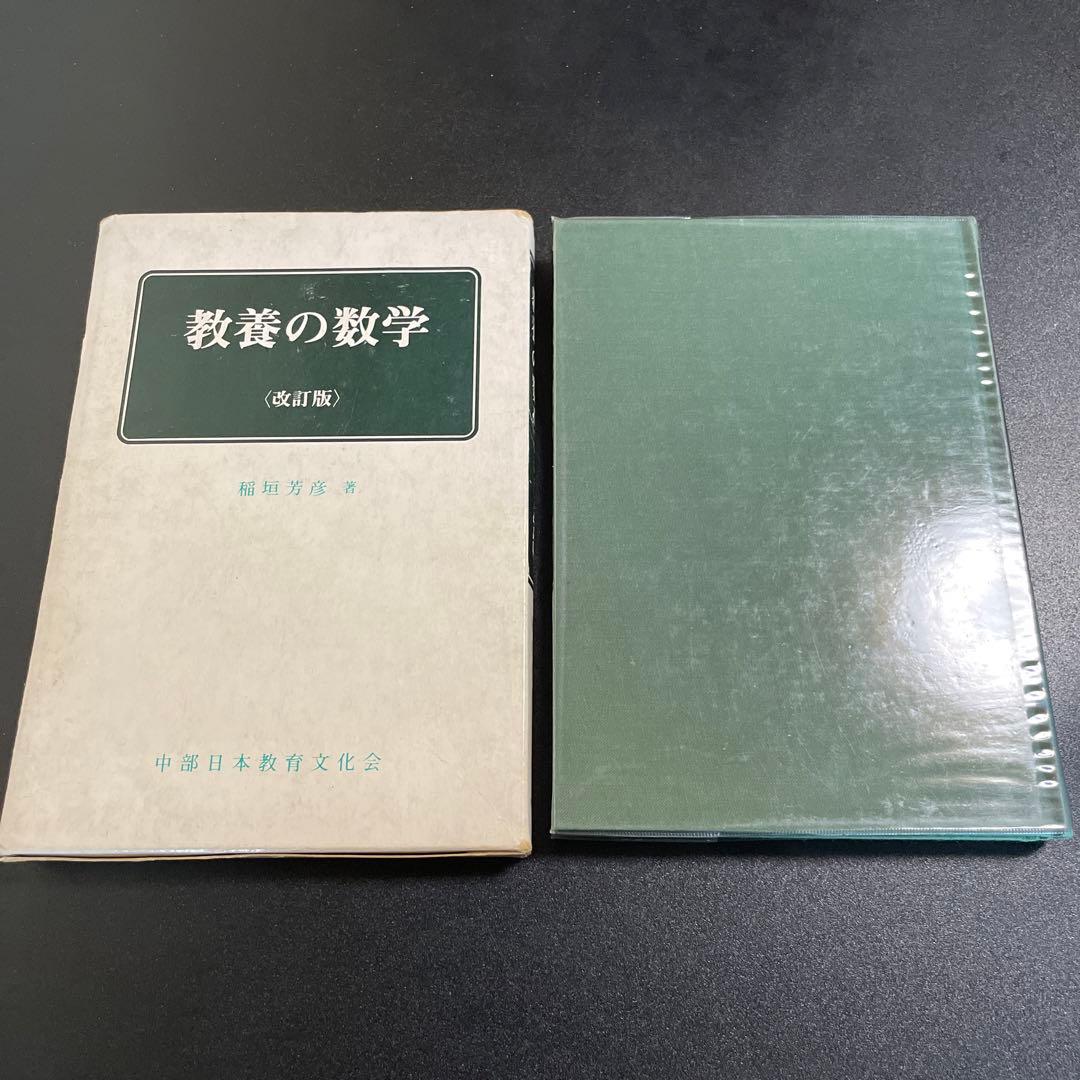 教養の数学
〈改訂版〉
稲垣芳彦 著
中部日本教育文化会